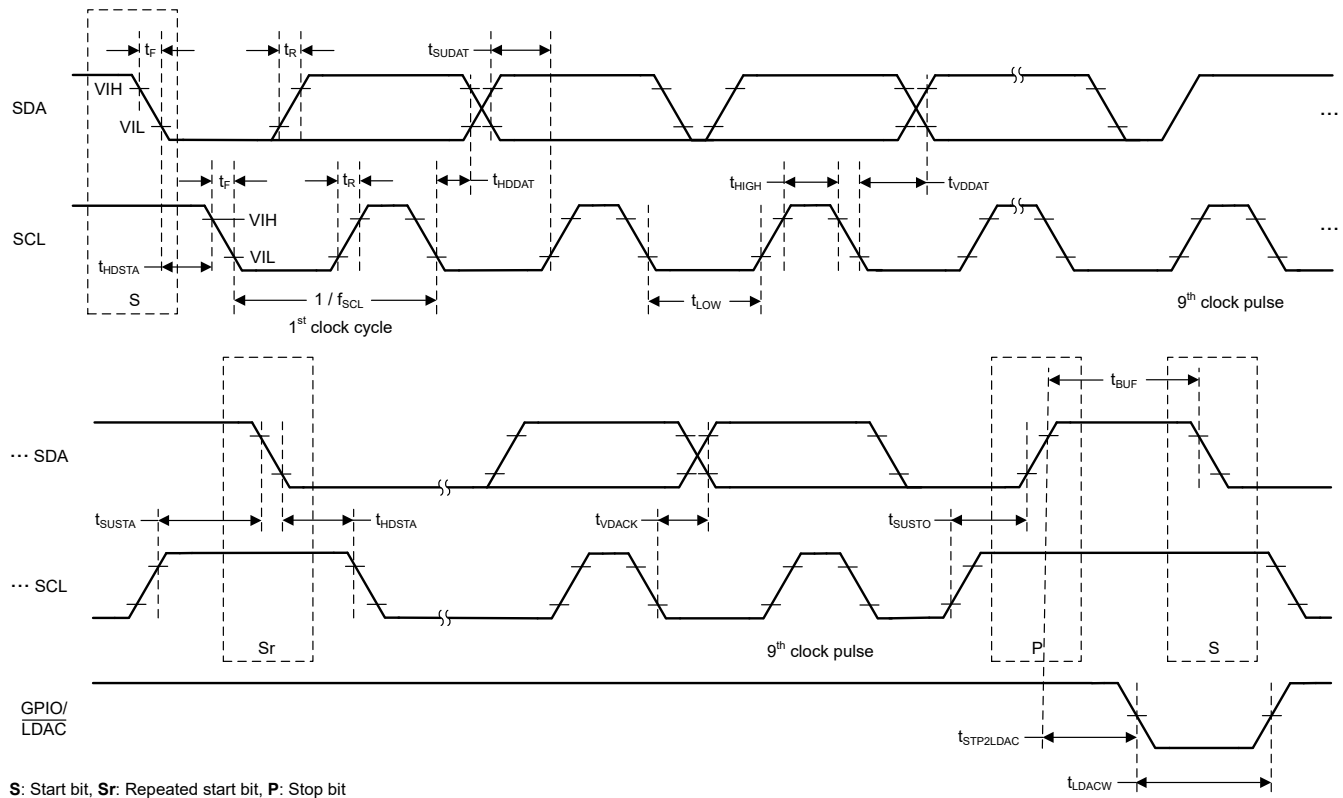 tF
tR
tSUDAT
VIH
SDA
VIL
...
tF
tR
tHDDAT
tHIGH
tVDDAT
VIH
SCL
VIL
...
tHDSTA
S
1 / fSCL
1st clock cycle
tLOW
9th clock pulse
tBUF
... SDA
tSUSTA
tHDSTA
tVDACK
tSUSTO
... SCL
Sr
9th clock pulse
P
S
GPIO/
LDAC
tSTP2LDAC
tLDACW
S: Start bit, Sr: Repeated start bit, P: Stop bit